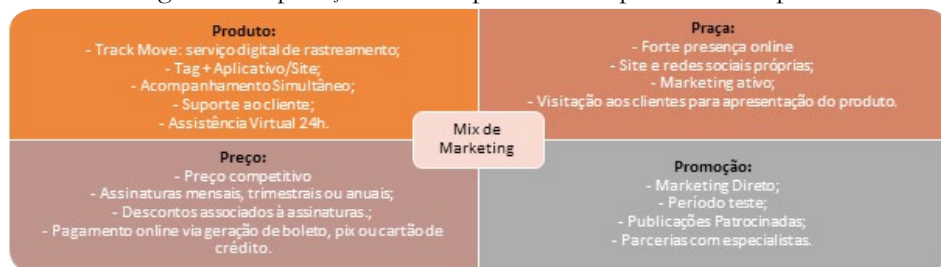 Produto:
- Track Move: serviço digital de rastreamento;
- Tag + Aplicativo/Site;
- Acompanhamento Simultâneo;
- Suporte ao cliente;
- Assistência Virtual 24h.
Praça:
- Forte presença online
- Site e redes sociais próprias;
- Marketing ativo;
- Visitação aos clientes para apresentação do produto.
Mix de
Marketing
Preço:
- Preço competitivo
- Assinaturas mensais, trimestrais ou anuais;
- Descontos associados à assinaturas.;
- Pagamento online via geração de boleto, pix ou cartão de
crédito.
Promoção:
- Marketing Direto;
- Período teste;
- Publicações Patrocinadas;
- Parcerias com especialistas.